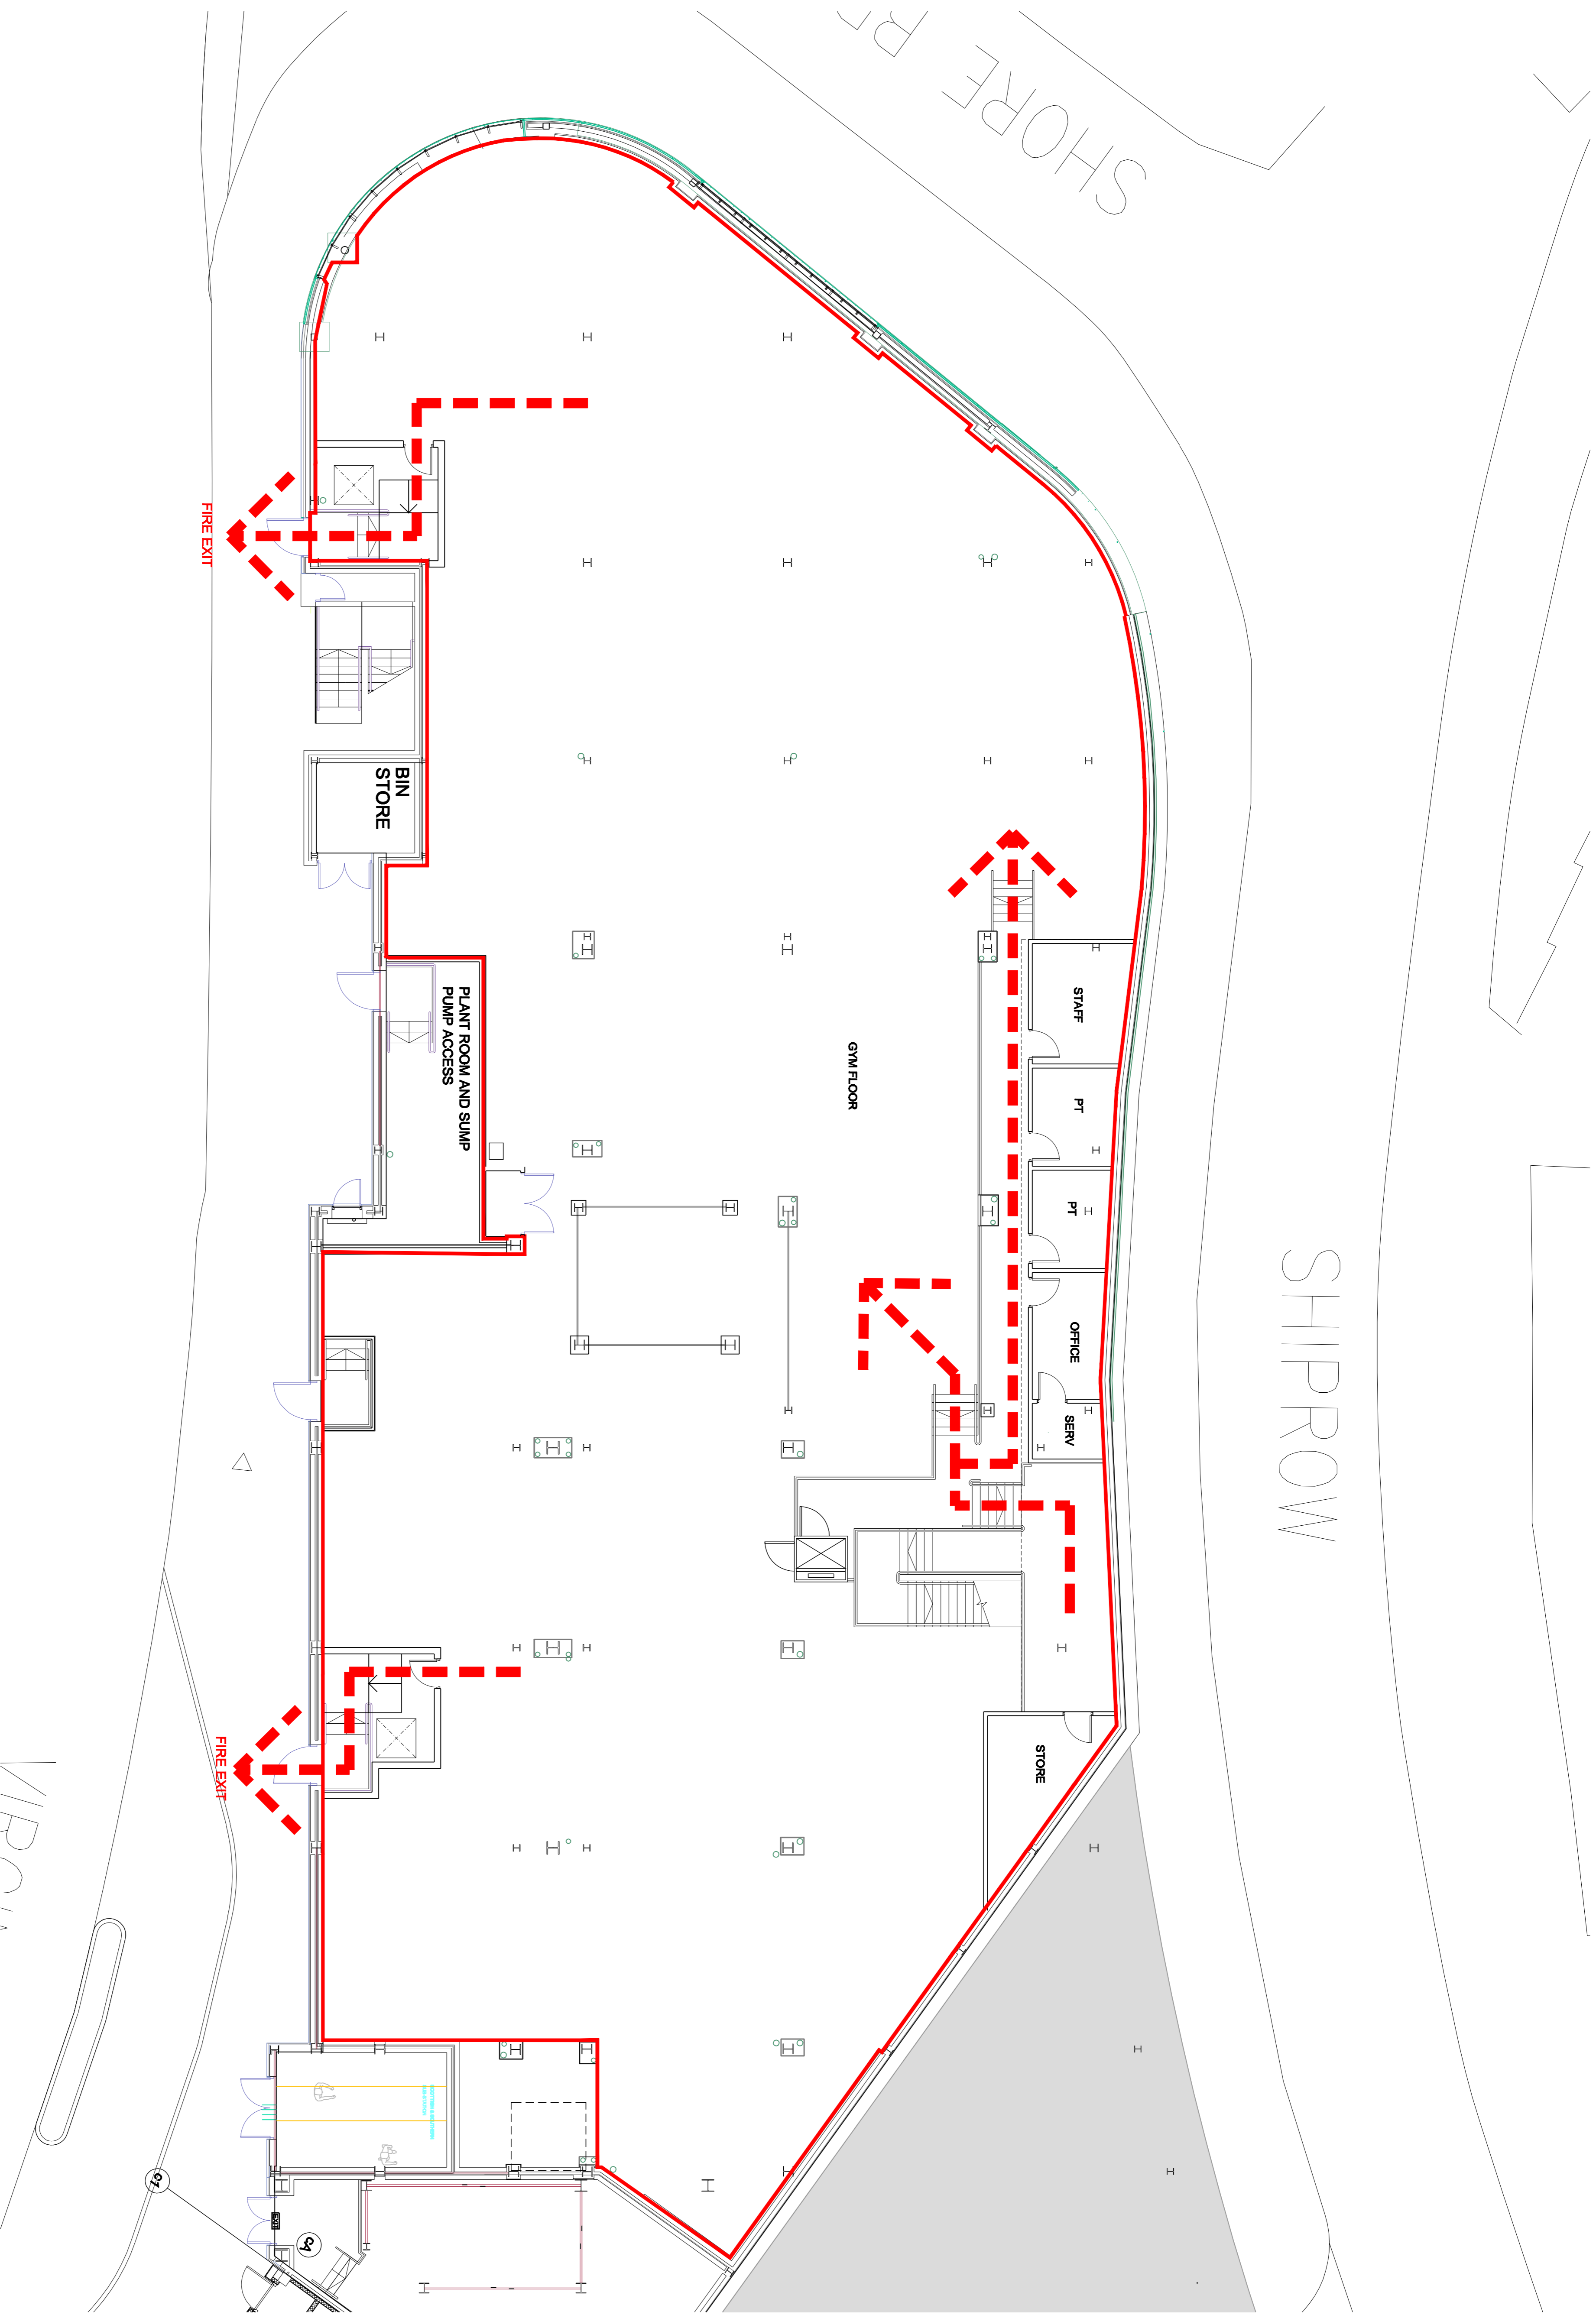 SHORE
SHIPROW
FIRE EXIT
BIN
STORE
PLANT ROOM AND SUMP
PUMP ACCESS
GYM FLOOR
STAFF
PT
PT
OFFICE
SERV
STORE
FIRE EXIT
EXIT